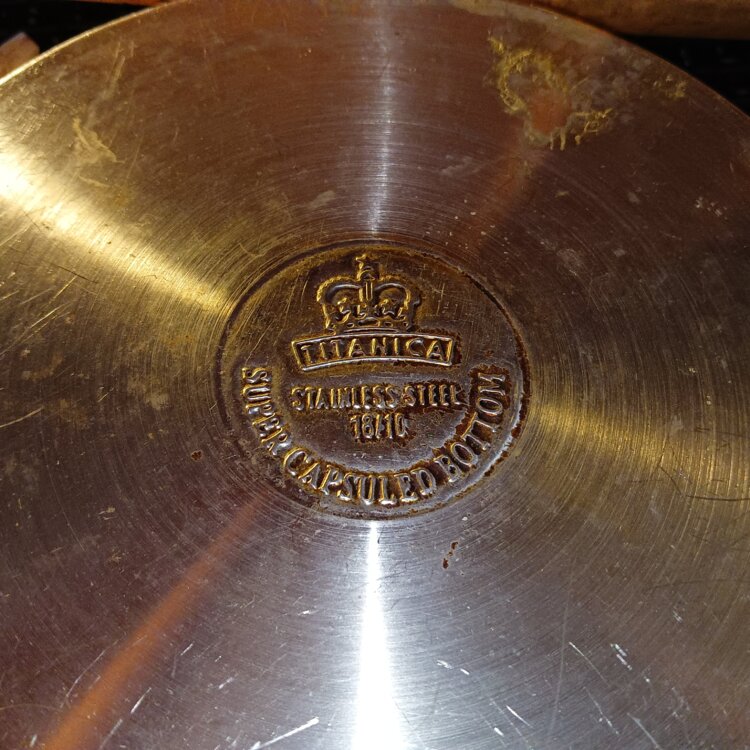 TITANICA
STAINLESS STEEL
18/10
SUPER CAPSULED BOTTOM